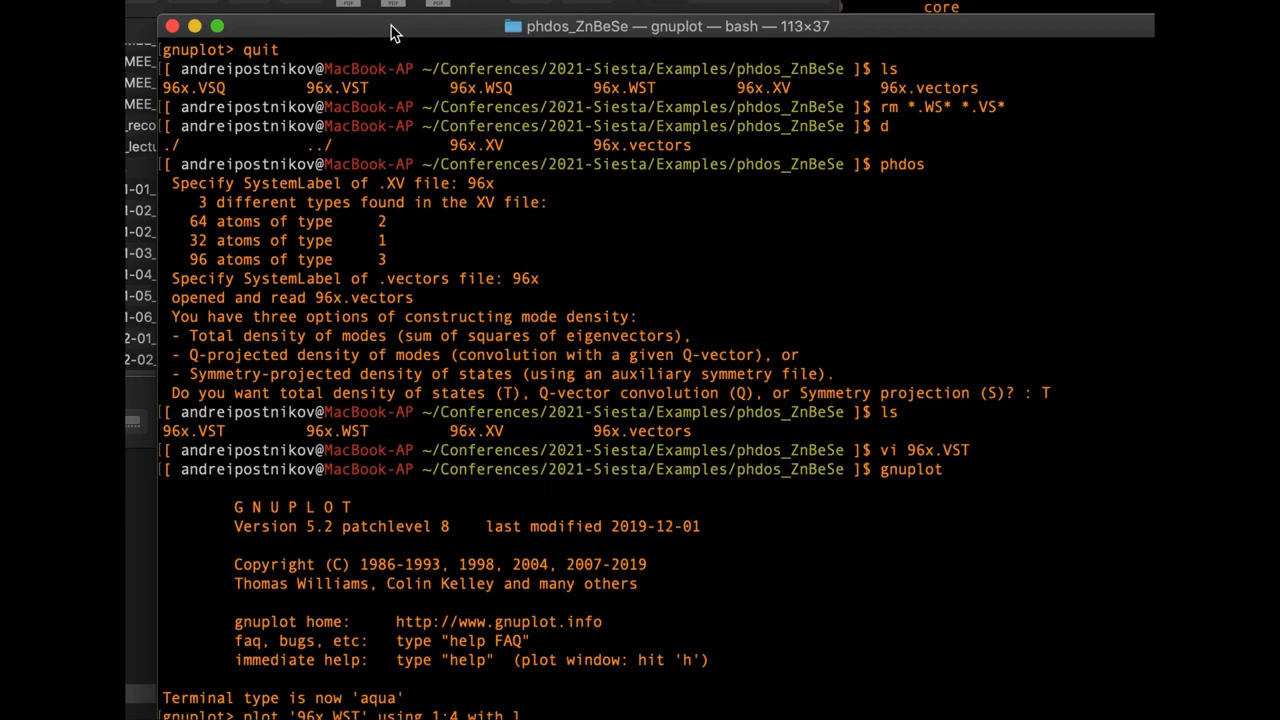 core
phdos_ZnBeSe — gnuplot — bash — 113×37
gnuplot> quit
[ andreipostnikov@MacBook-AP ~/Conferences/2021-Siesta/Examples/phdos_ZnBeSe ]$ ls
96x.VSQ 96x.VST 96x.WSQ 96x.WST 96x.XV 96x.vectors
[ andreipostnikov@MacBook-AP ~/Conferences/2021-Siesta/Examples/phdos_ZnBeSe ]$ rm *.WS* *.VS*
[ andreipostnikov@MacBook-AP ~/Conferences/2021-Siesta/Examples/phdos_ZnBeSe ]$ d
./ ../ 96x.XV 96x.vectors
[ andreipostnikov@MacBook-AP ~/Conferences/2021-Siesta/Examples/phdos_ZnBeSe ]$ phdos
Specify SystemLabel of .XV file: 96x
3 different types found in the XV file:
64 atoms of type 2
32 atoms of type 1
96 atoms of type 3
Specify SystemLabel of .vectors file: 96x
opened and read 96x.vectors
You have three options of constructing mode density:
- Total density of modes (sum of squares of eigenvectors),
- Q-projected density of modes (convolution with a given Q-vector), or
- Symmetry-projected density of states (using an auxiliary symmetry file).
Do you want total density of states (T), Q-vector convolution (Q), or Symmetry projection (S)? : T
[ andreipostnikov@MacBook-AP ~/Conferences/2021-Siesta/Examples/phdos_ZnBeSe ]$ ls
96x.VST 96x.WST 96x.XV 96x.vectors
[ andreipostnikov@MacBook-AP ~/Conferences/2021-Siesta/Examples/phdos_ZnBeSe ]$ vi 96x.VST
[ andreipostnikov@MacBook-AP ~/Conferences/2021-Siesta/Examples/phdos_ZnBeSe ]$ gnuplot
G N U P L O T
Version 5.2 patchlevel 8 last modified 2019-12-01
Copyright (C) 1986-1993, 1998, 2004, 2007-2019
Thomas Williams, Colin Kelley and many others
gnuplot home: http://www.gnuplot.info
faq, bugs, etc: type "help FAQ"
immediate help: type "help" (plot window: hit 'h')
Terminal type is now 'aqua'
gnuplot> plot '96x.WST' using 1:4 with l